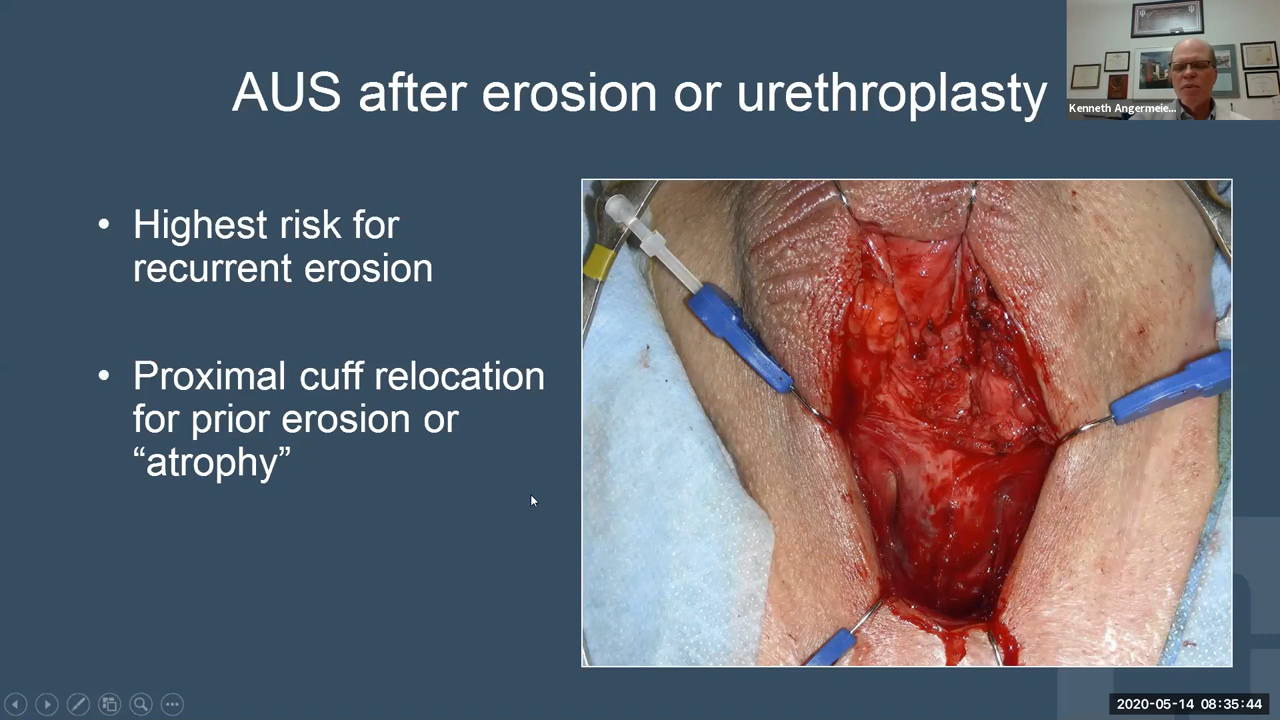 AUS after erosion or urethroplasty
Kenneth Angermeie...
• Highest risk for
recurrent erosion
• Proximal cuff relocation
for prior erosion or
“atrophy”
2020-05-14 08:35:44